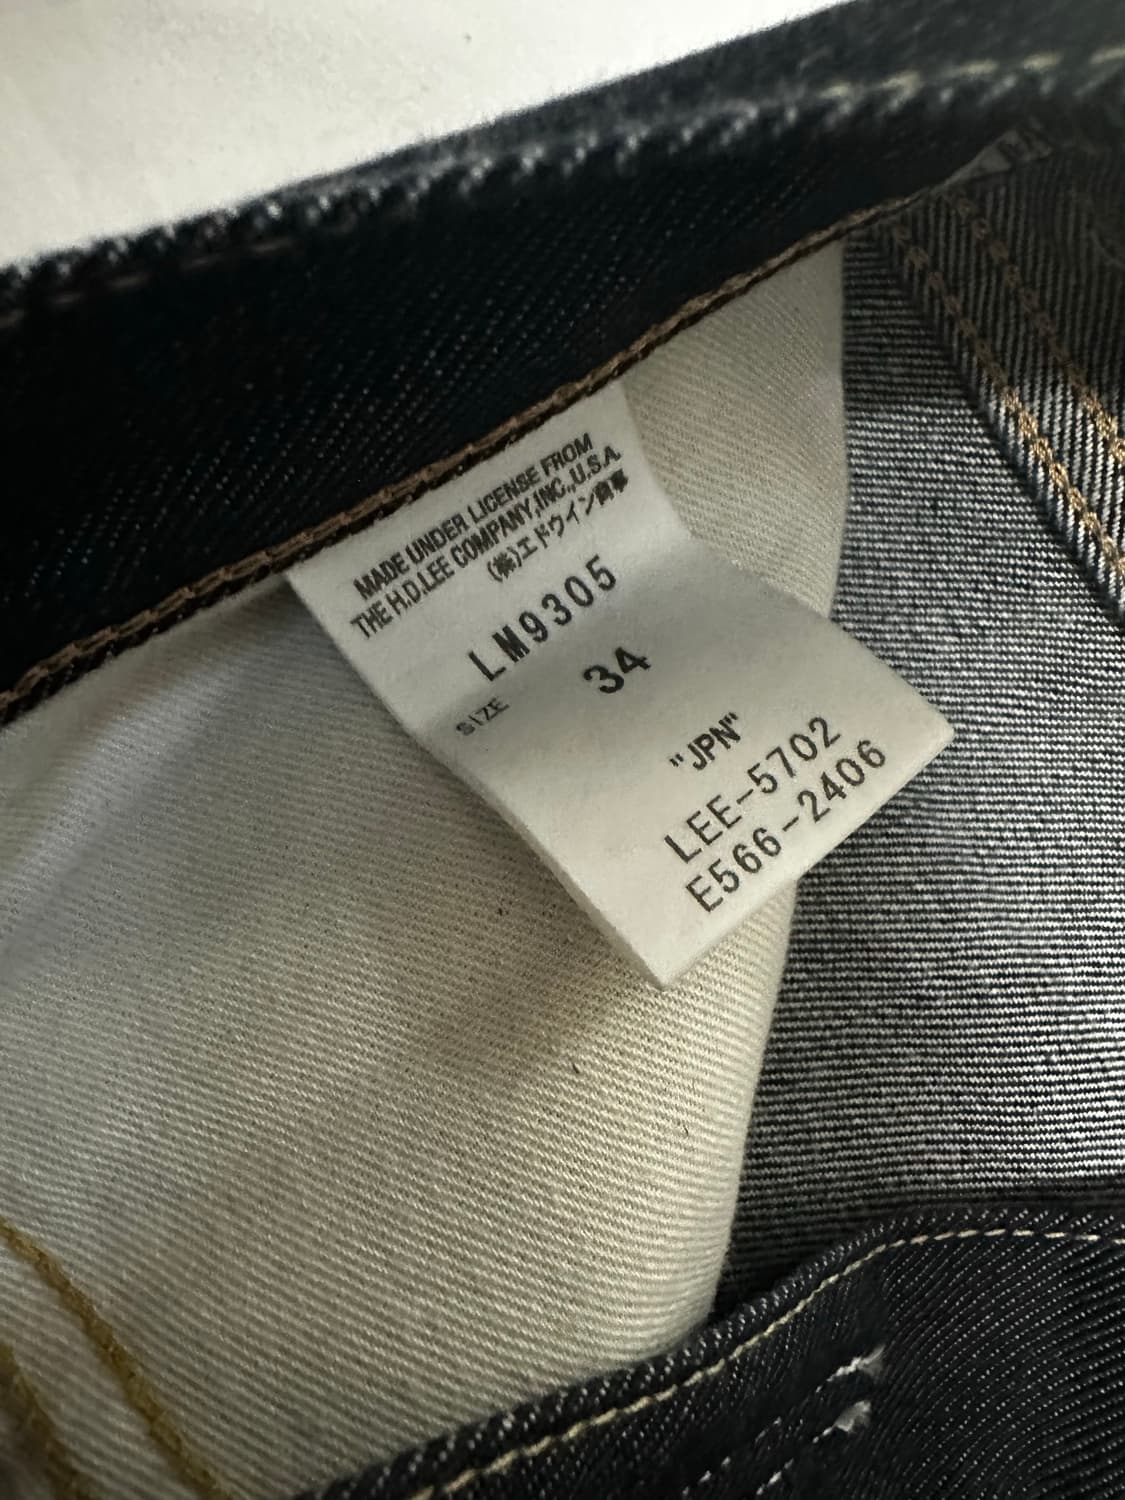 MADE UNDER LICENSE FROM
THE H.D.LEE COMPANY,INC.,U.S.A.
(株)エドウイン商事
LM9305
SIZE 34
"JPN"
LEE-5702
E566-2406